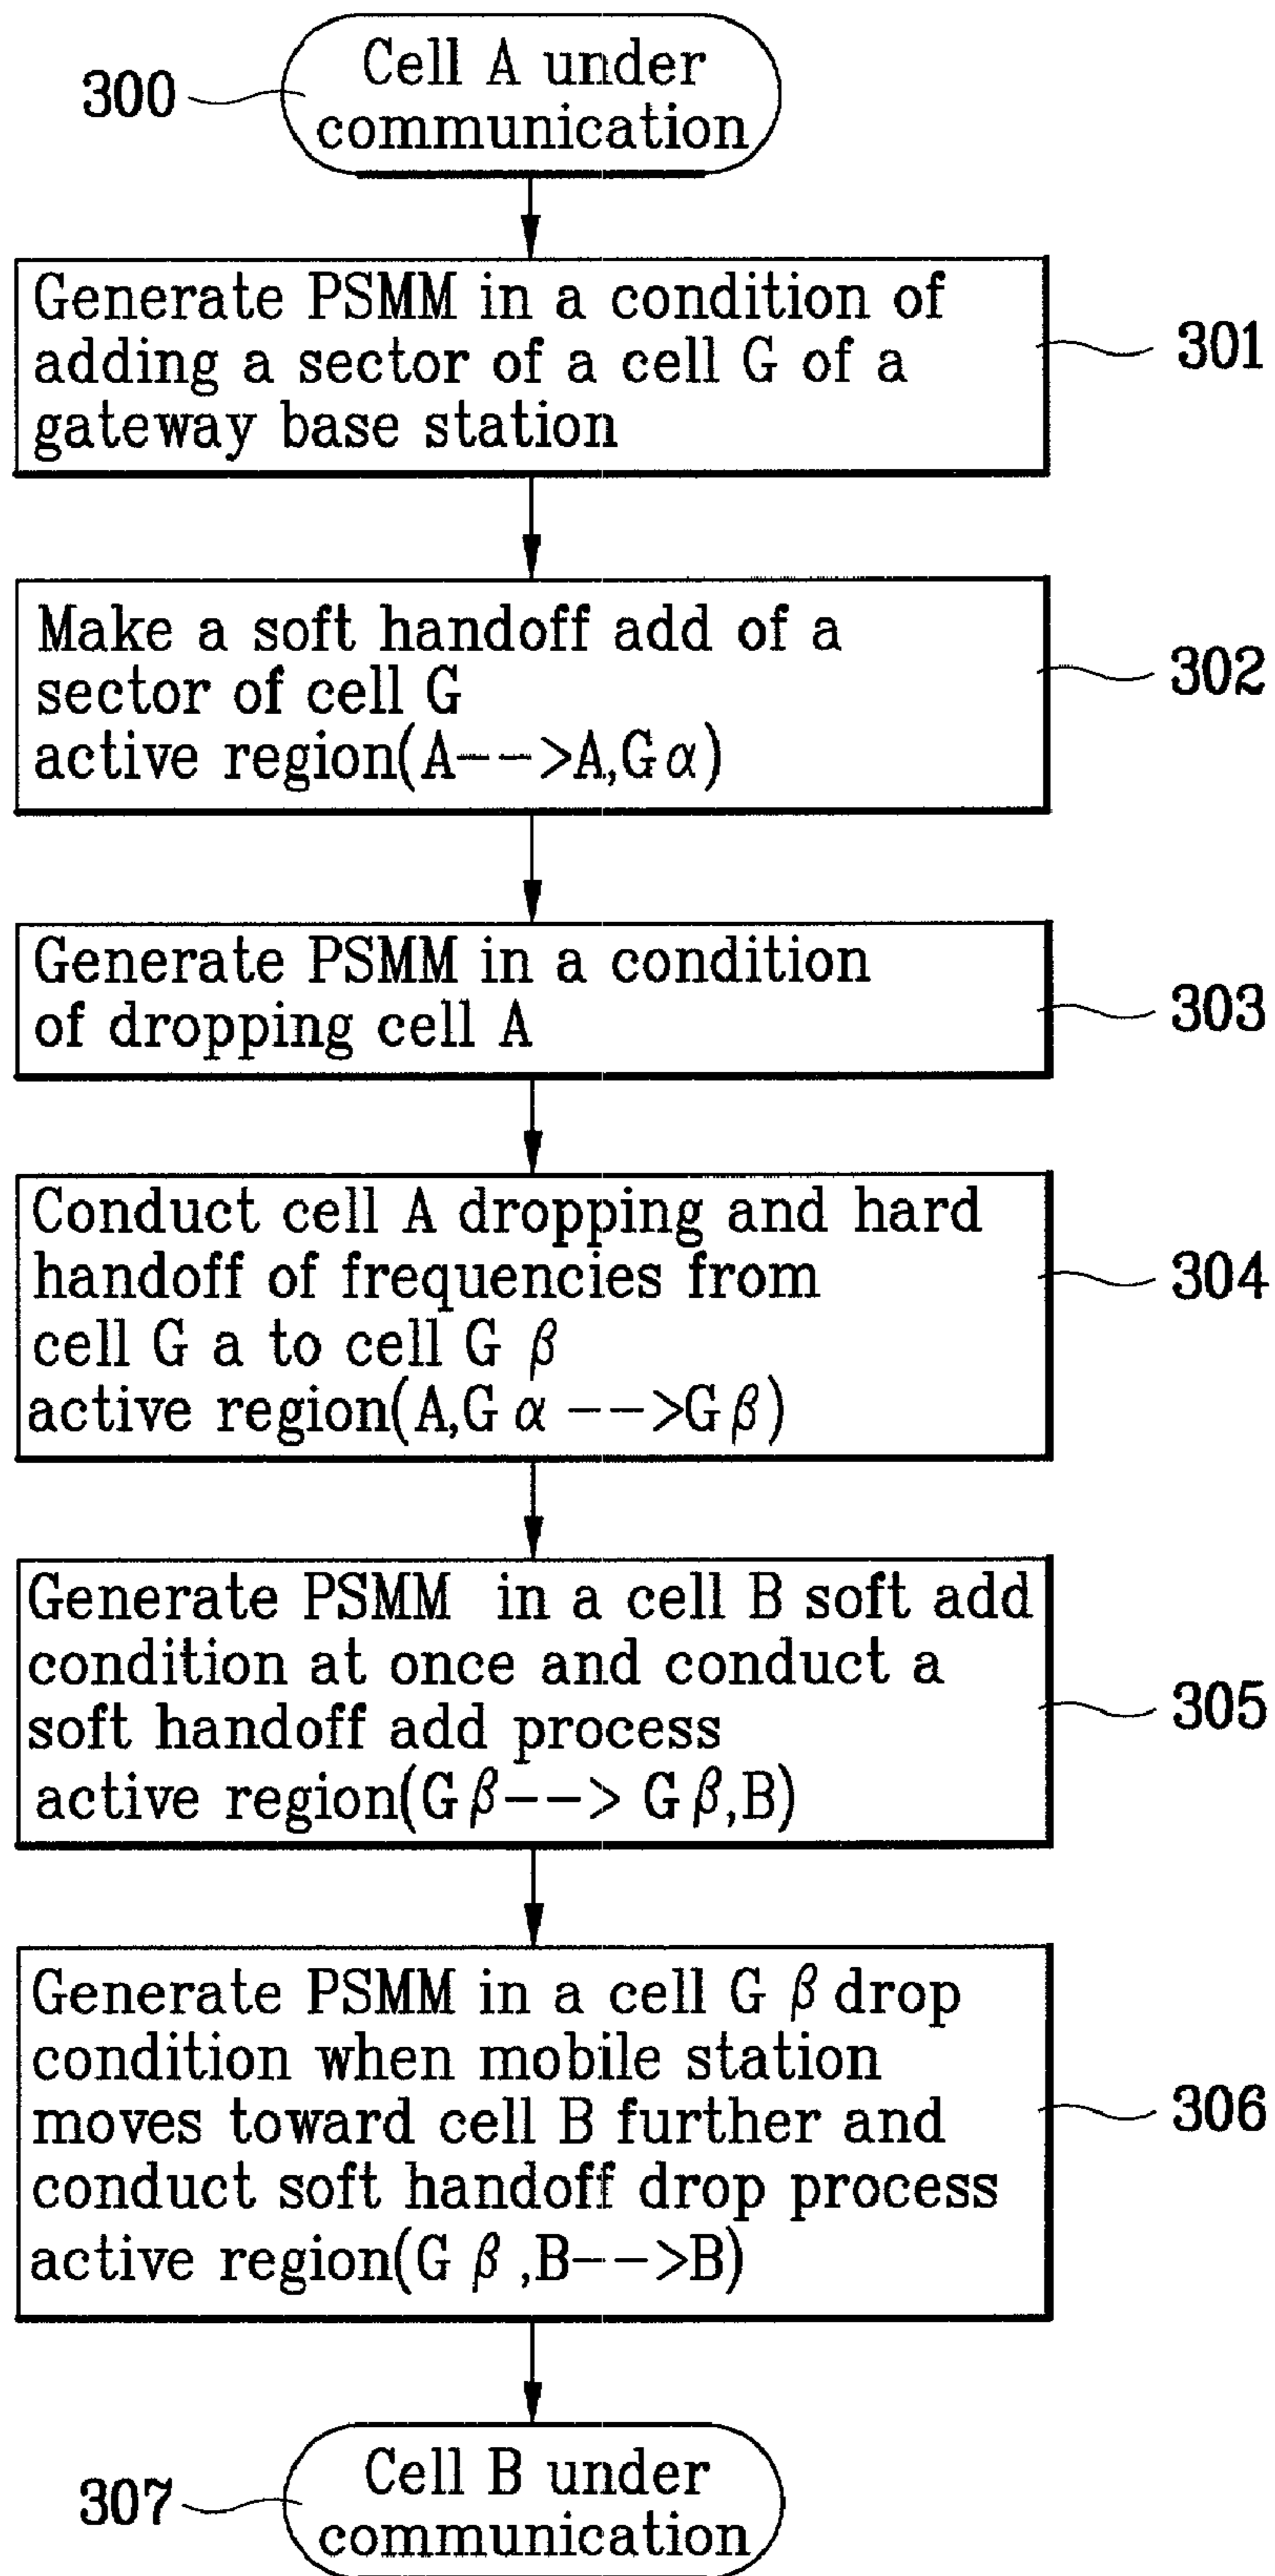 Cell A under
communication
300
Generate PSMM in a condition of
adding a sector of a cell G of a
gateway base station
301
Make a soft handoff add of a
sector of cell G
active region(A-->A,Gα)
302
Generate PSMM in a condition
of dropping cell A
303
Conduct cell A dropping and hard
handoff of frequencies from
cell G a to cell G β
active region(A,G α -->G β)
304
Generate PSMM in a cell B soft add
condition at once and conduct a
soft handoff add process
active region(G β--> G β,B)
305
Generate PSMM in a cell G β drop
condition when mobile station
moves toward cell B further and
conduct soft handoff drop process
active region(G β ,B-->B)
306
Cell B under
communication
307